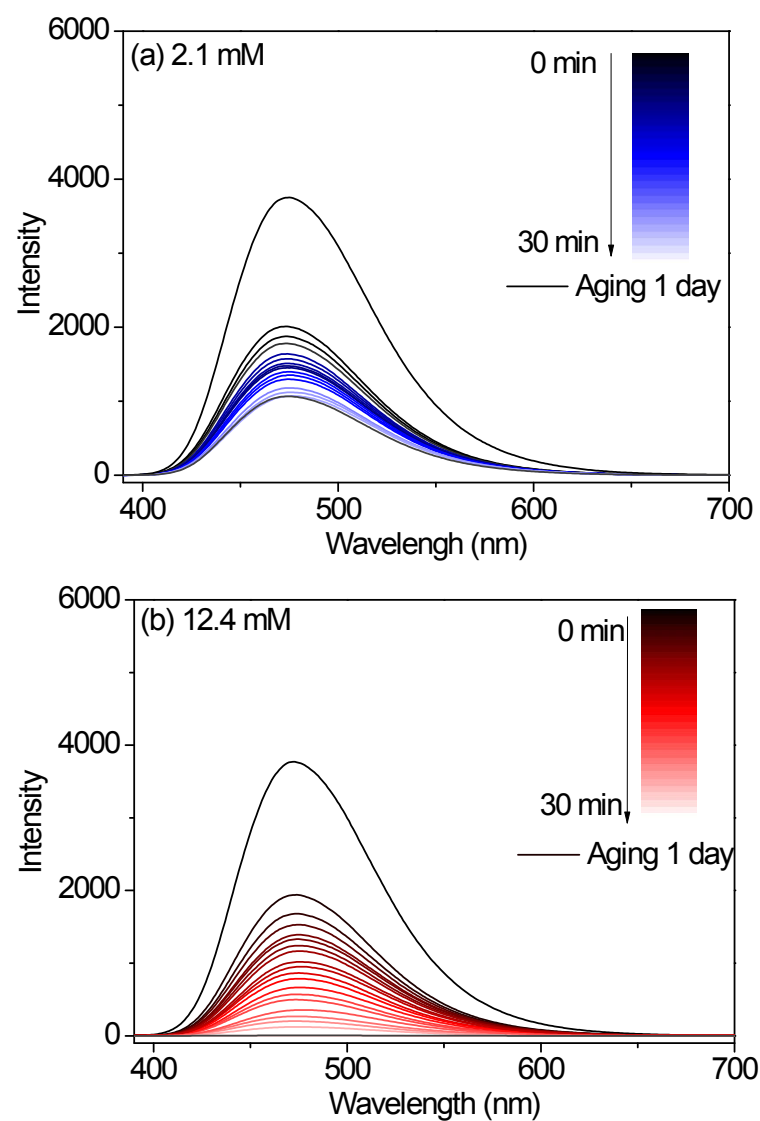 6000
(a) 2.1 mM
0 min
4000
30 min
Aging 1 day
Intensity
2000
0
400 500 600 700
Wavelengh (nm)
6000
(b) 12.4 mM
0 min
4000
30 min
Aging 1 day
Intensity
2000
0
400 500 600 700
Wavelength (nm)